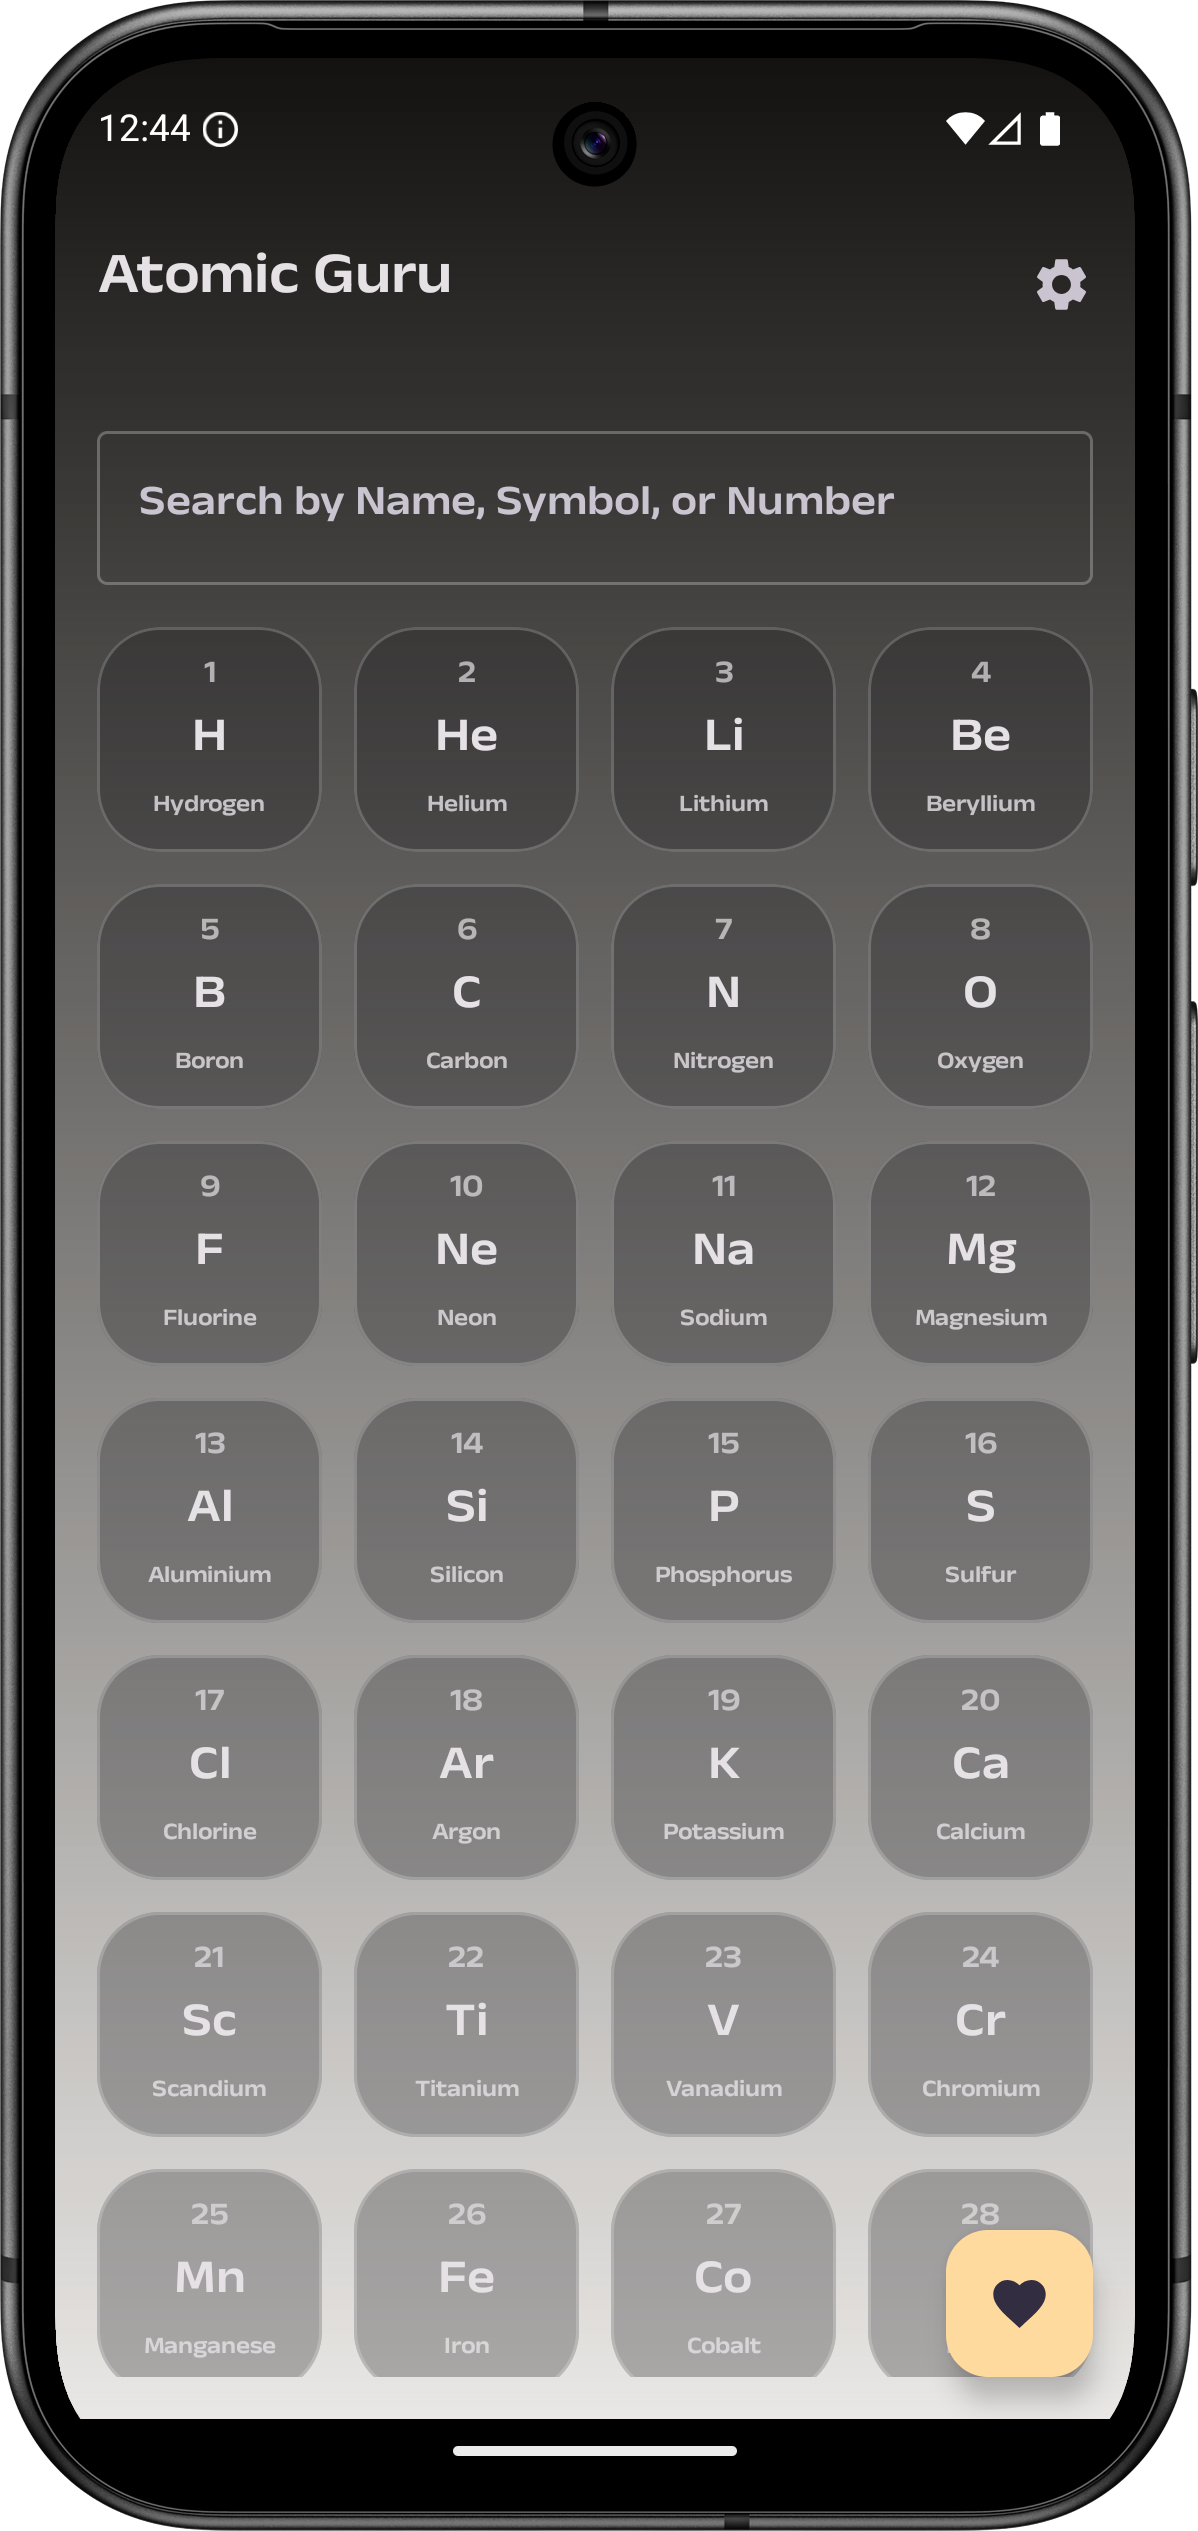 12:44
Atomic Guru
Search by Name, Symbol, or Number
1 2 3 4
H He Li Be
Hydrogen Helium Lithium Beryllium
5 6 7 8
B C N O
Boron Carbon Nitrogen Oxygen
9 10 11 12
F Ne Na Mg
Fluorine Neon Sodium Magnesium
13 14 15 16
Al Si P S
Aluminium Silicon Phosphorus Sulfur
17 18 19 20
Cl Ar K Ca
Chlorine Argon Potassium Calcium
21 22 23 24
Sc Ti V Cr
Scandium Titanium Vanadium Chromium
25 26 27 28
Mn Fe Co
Manganese Iron Cobalt